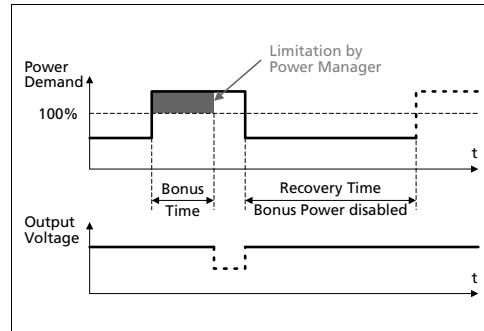 Limitation by
Power Manager
Power
Demand
100%
t
Bonus
Time
Recovery Time
Bonus Power disabled
Output
Voltage
t